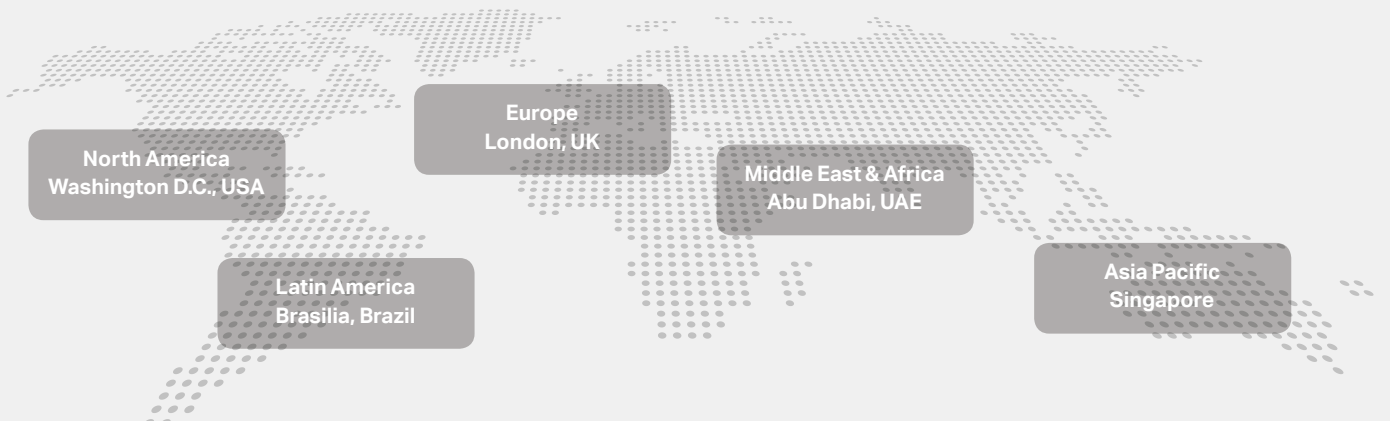 Europe
London, UK
North America
Washington D.C., USA
Middle East & Africa
Abu Dhabi, UAE
Latin America
Brasilia, Brazil
Asia Pacific
Singapore